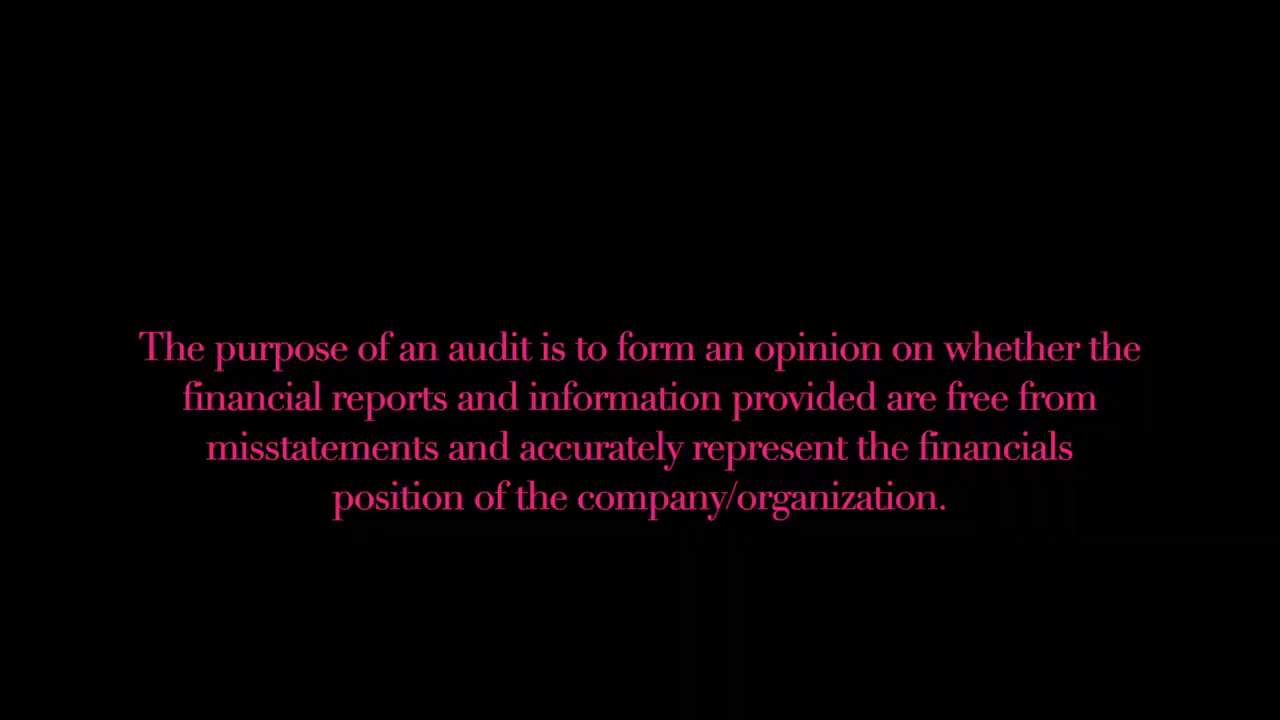 The purpose of an audit is to form an opinion on whether the
financial reports and information provided are free from
misstatements and accurately represent the financials
position of the company/organization.